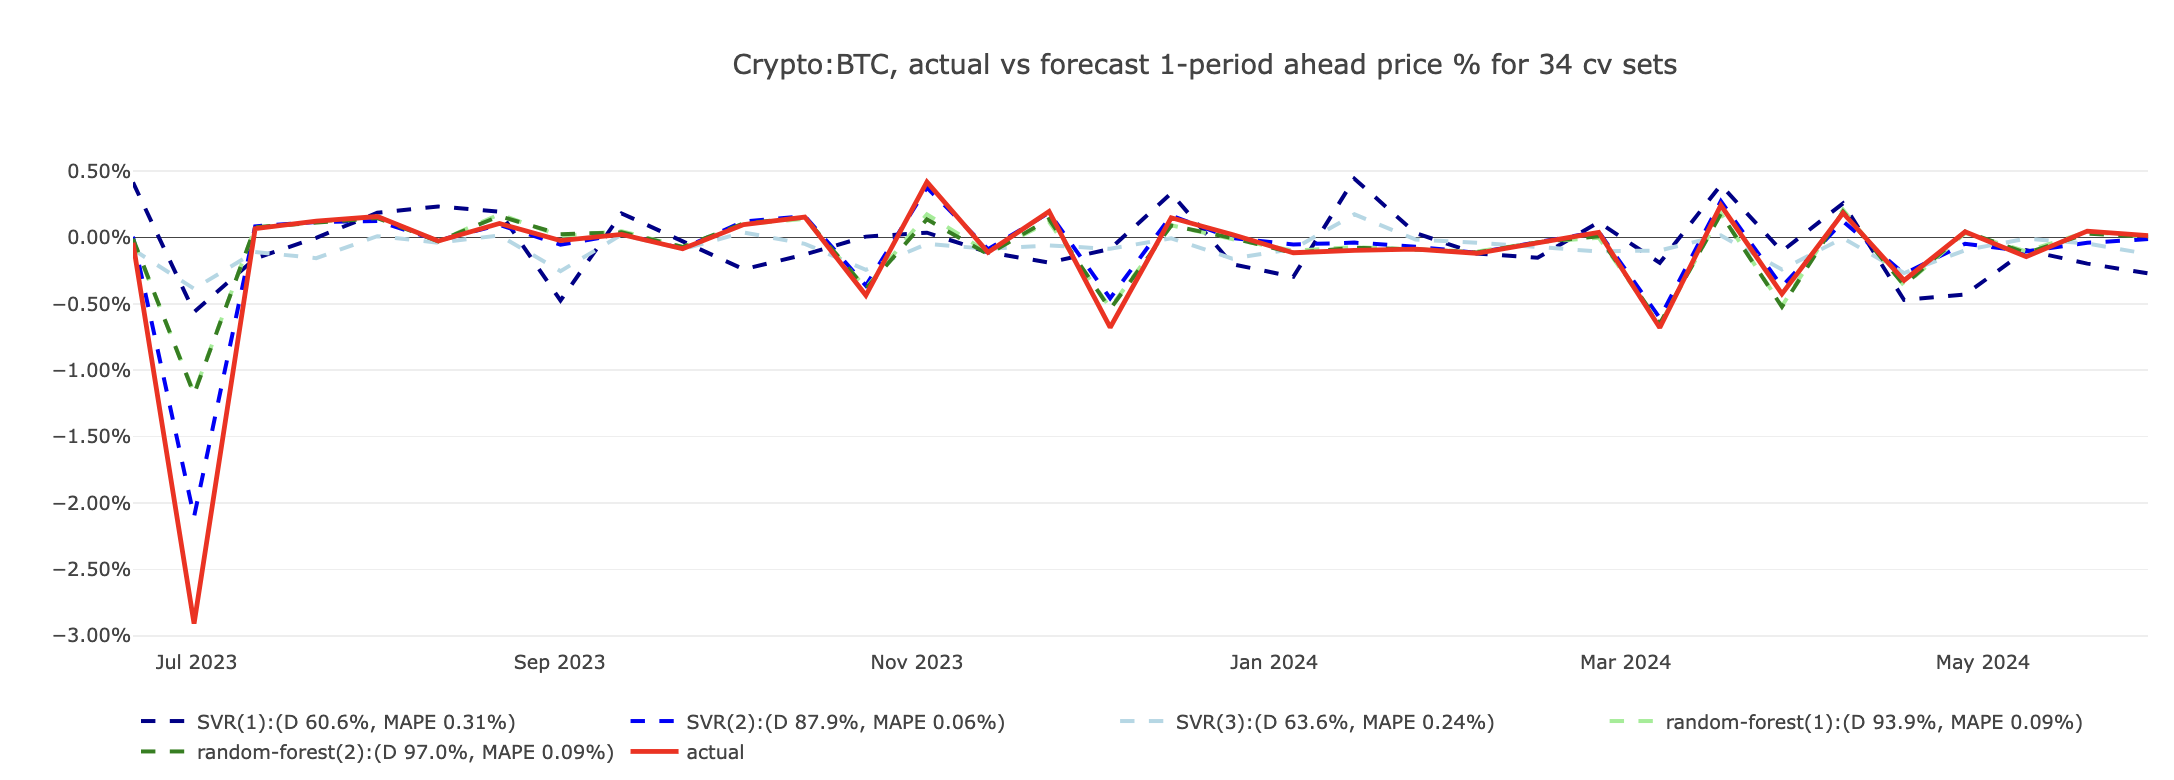 Crypto:BTC, actual vs forecast 1-period ahead price % for 34 cv sets
0.50%
0.00%
−0.50%
−1.00%
−1.50%
−2.00%
−2.50%
−3.00%
Jul 2023 Sep 2023 Nov 2023 Jan 2024 Mar 2024 May 2024
SVR(1):(D 60.6%, MAPE 0.31%) SVR(2):(D 87.9%, MAPE 0.06%) SVR(3):(D 63.6%, MAPE 0.24%) random-forest(1):(D 93.9%, MAPE 0.09%)
random-forest(2):(D 97.0%, MAPE 0.09%) actual